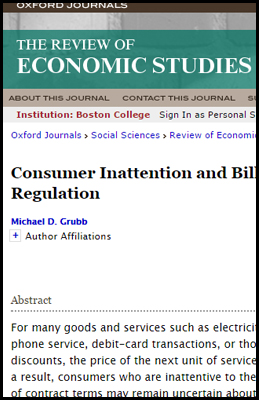 OXFORD JOURNALS
THE REVIEW OF
ECONOMIC STUDIES
ABOUT THIS JOURNAL CONTACT THIS JOURNAL
Institution: Boston College Sign In as Personal S
Oxford Journals > Social Sciences > Review of Economi
Consumer Inattention and Bill
Regulation
Michael D. Grubb
+ Author Affiliations
Abstract
For many goods and services such as electricit
phone service, debit-card transactions, or tho
discounts, the price of the next unit of service
a result, consumers who are inattentive to the
of contract terms may remain uncertain about